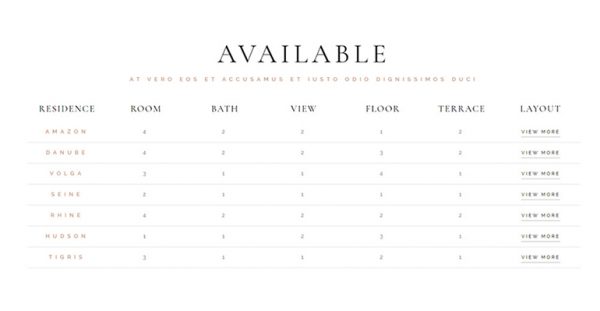 AVAILABLE
AT VERO EOS ET ACCUSAMUS ET IUSTO ODIO DIGNISSIMOS DUCI
RESIDENCE ROOM BATH VIEW FLOOR TERRACE LAYOUT
AMAZON 4 2 2 1 2 VIEW MORE
DANUBE 4 2 2 3 2 VIEW MORE
VOLGA 3 1 1 4 1 VIEW MORE
SEINE 2 1 1 1 1 VIEW MORE
RHINE 4 2 2 2 2 VIEW MORE
HUDSON 1 1 2 3 1 VIEW MORE
TIGRIS 3 1 1 2 1 VIEW MORE